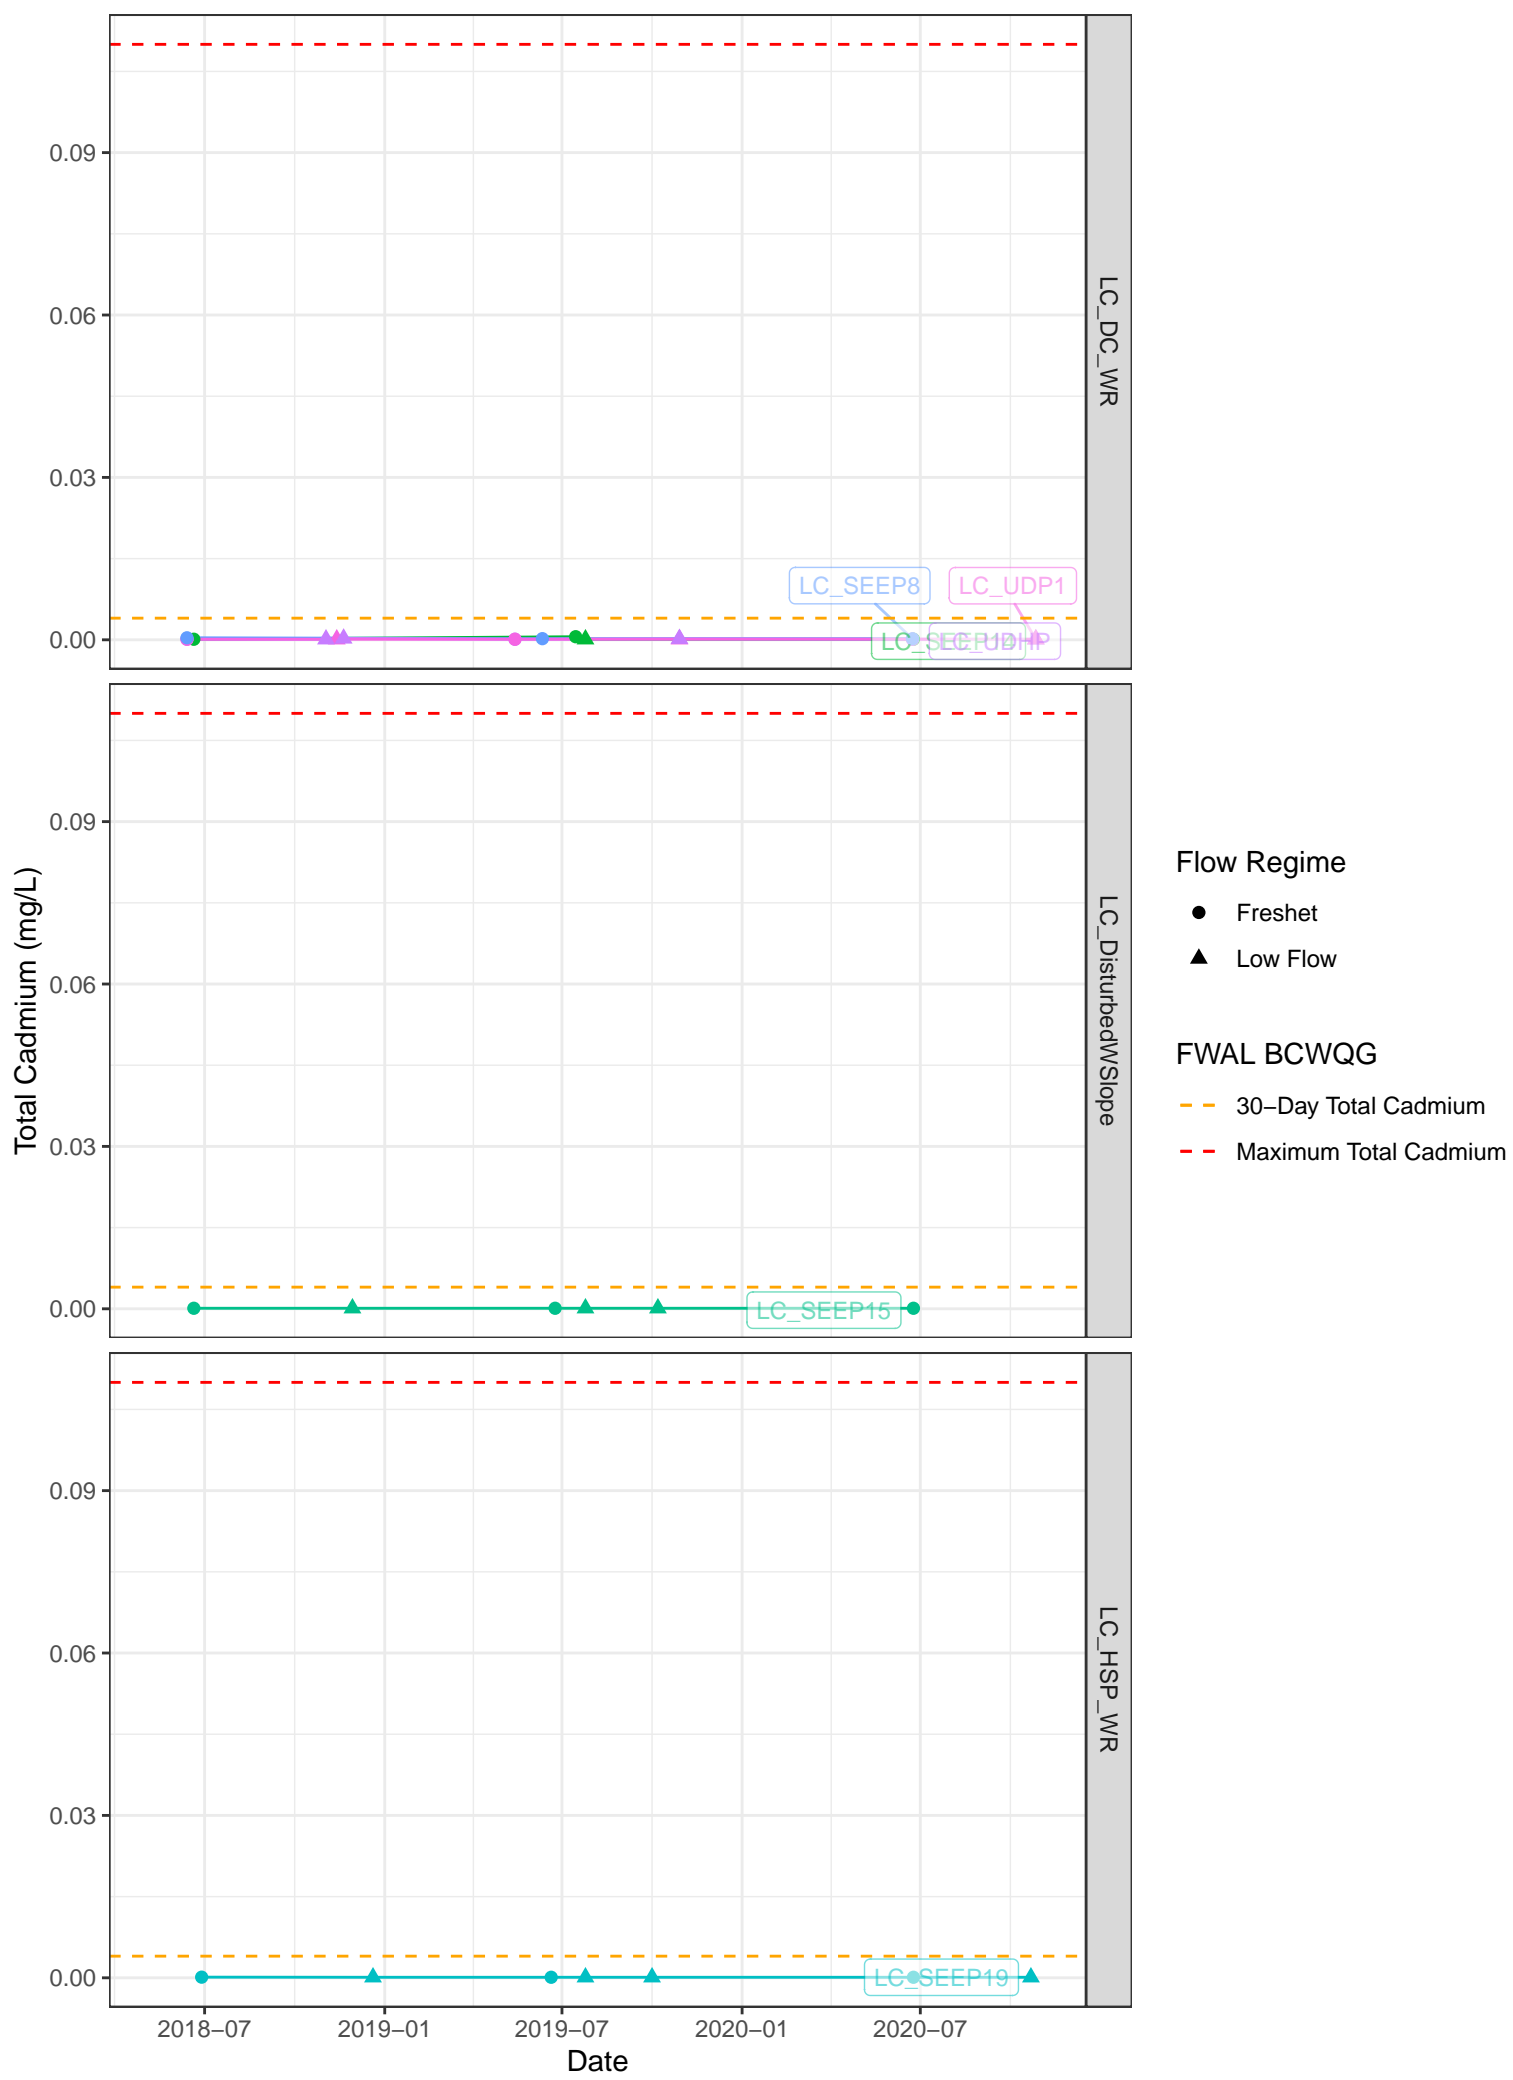 0.09
0.06
0.03
0.00
LC_SEEP8
LC_UDP1
LC_SEEP14
LC_UDHP
LC_DC_WR
Total Cadmium (mg/L)
0.09
0.06
0.03
0.00
LC_SEEP15
LC_DisturbedWSlope
Flow Regime
Freshet
Low Flow
FWAL BCWQG
30−Day Total Cadmium
Maximum Total Cadmium
0.09
0.06
0.03
0.00
LC_SEEP19
LC_HSP_WR
2018−07
2019−01
2019−07
2020−01
2020−07
Date